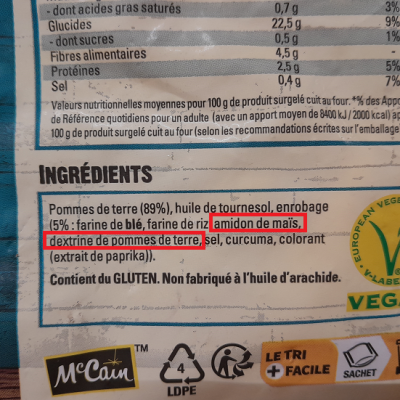 - dont acides gras saturés 0,7 g 3%
Glucides 22,5 g 9%
- dont sucres 0,5 g 1%
Fibres alimentaires 4,5 g -
Protéines 2,5 g 5%
Sel 0,4 g 7%
Valeurs nutritionnelles moyennes pour 100 g de produit surgelé cuit au four. *% des Appo
de Référence quotidiens pour un adulte (avec un apport moyen de 8400 kJ / 2000 kcal)
100 g de produit surgelé cuit au four (selon les recommandations écrites sur l'emballage
INGRÉDIENTS
Pommes de terre (89%), huile de tournesol, enrobage
(5% : farine de blé, farine de riz, amidon de maïs,
dextrine de pommes de terre, sel, curcuma, colorant
(extrait de paprika)).
Contient du GLUTEN. Non fabriqué à l'huile d'arachide.
EUROPEAN VEGE
V-LABEL
VEGA
McCain™
4
LDPE
LE TRI
+ FACILE
SACHET